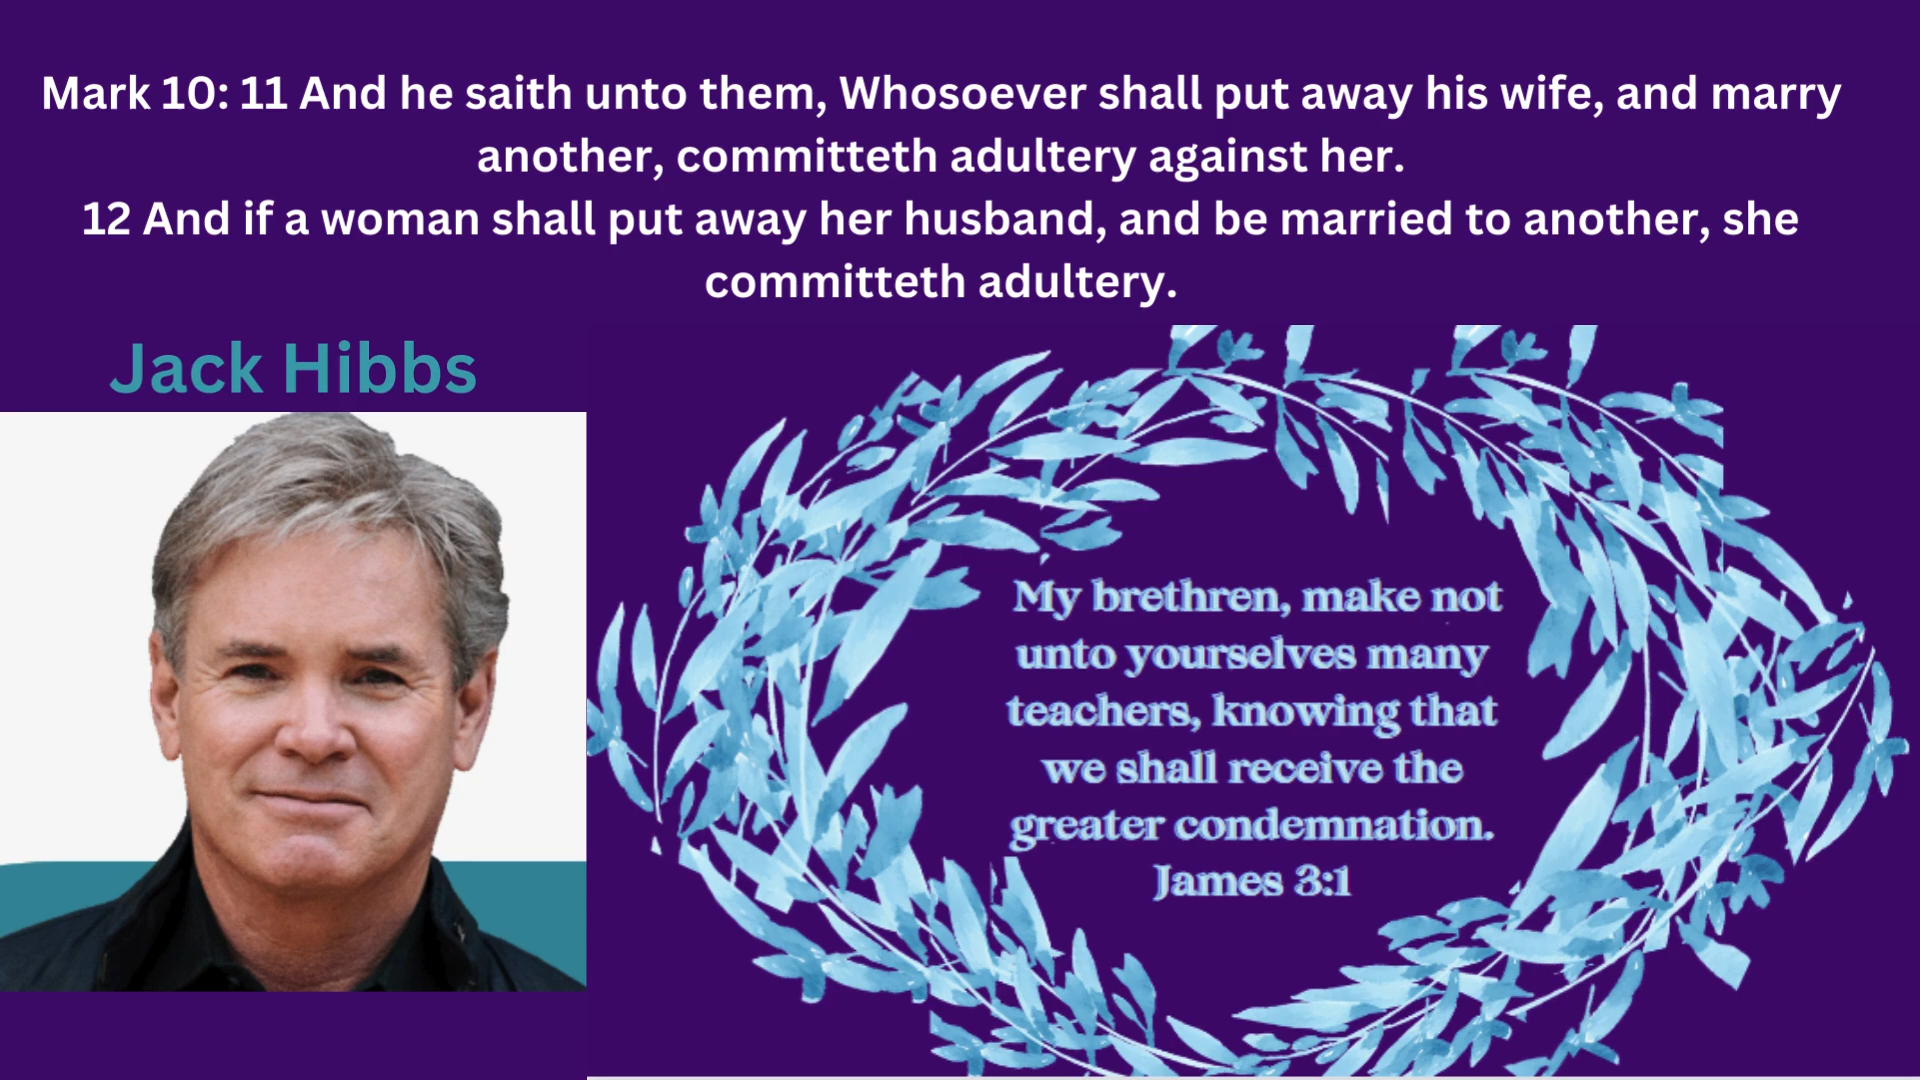 Mark 10: 11 And he saith unto them, Whosoever shall put away his wife, and marry
another, committeth adultery against her.
12 And if a woman shall put away her husband, and be married to another, she
committeth adultery.
Jack Hibbs
My brethren, make not
unto yourselves many
teachers, knowing that
we shall receive the
greater condemnation.
James 3:1